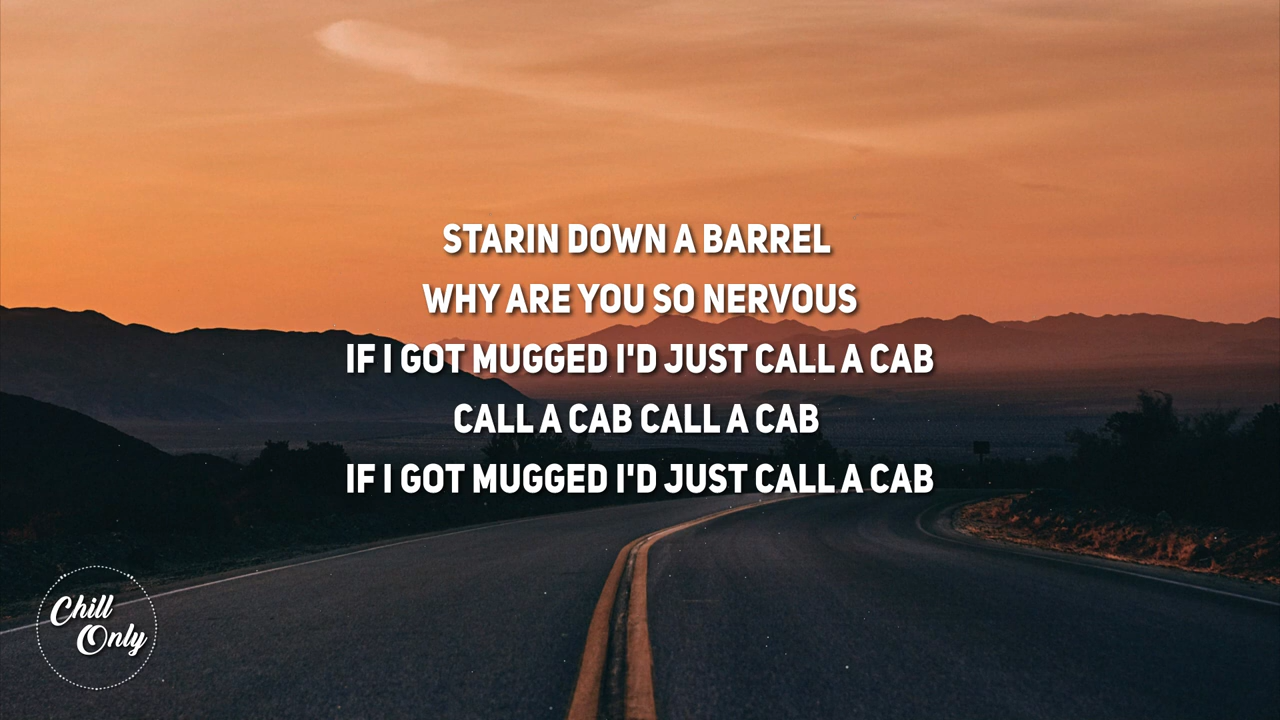 STARIN DOWN A BARREL
WHY ARE YOU SO NERVOUS
IF I GOT MUGGED I'D JUST CALL A CAB
CALL A CAB CALL A CAB
IF I GOT MUGGED I'D JUST CALL A CAB
Chill
Only